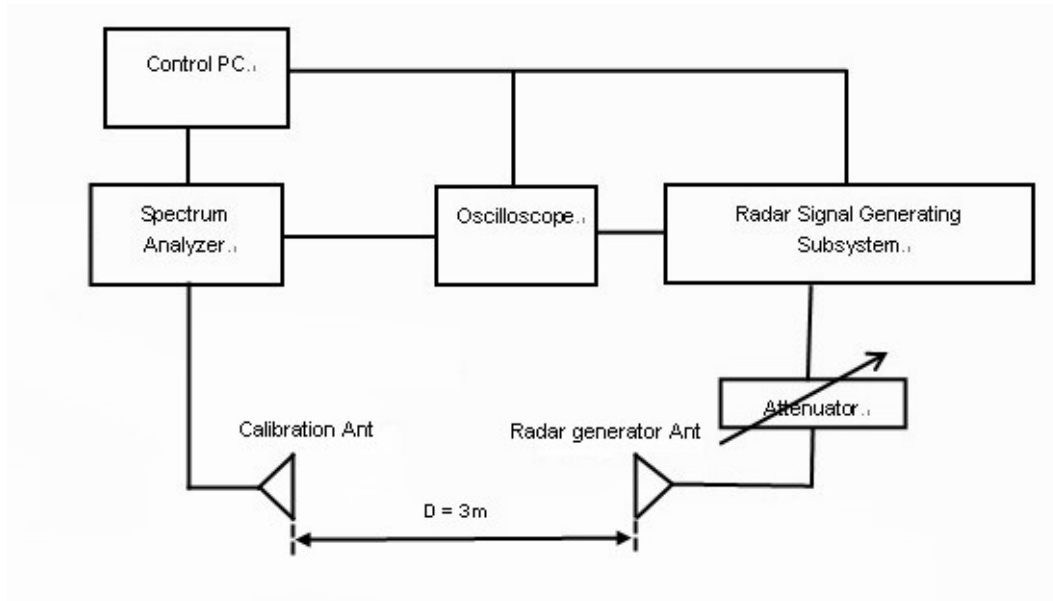 Control PC.
Spectrum
Analyzer.
Oscilloscope.
Radar Signal Generating
Subsystem.
Attenuator.
Calibration Ant
Radar generator Ant
D = 3m